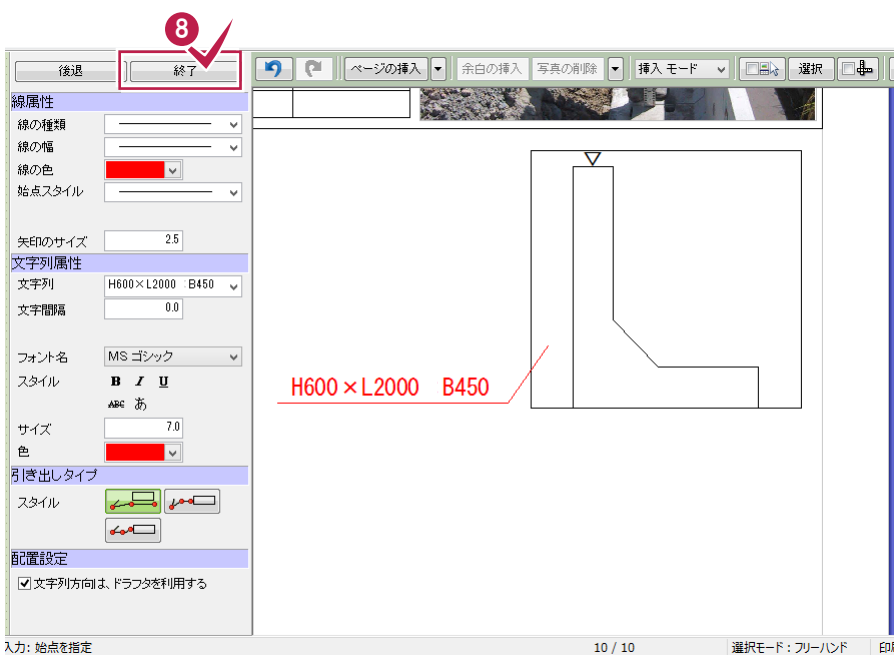 8
後退 終了 ページの挿入 余白の挿入 写真の削除 挿入 モード 選択
線属性
線の種類
線の幅
線の色
始点スタイル
矢印のサイズ 2.5
文字列属性
文字列 H600×L2000 B450
文字間隔 0.0
フォント名 MS ゴシック
スタイル B I U
ABC あ
サイズ 7.0
色
引き出しタイプ
スタイル
配置設定
文字列方向は、ドラフタを利用する
H600×L2000 B450
入力: 始点を指定 10 / 10 選択モード : フリーハンド